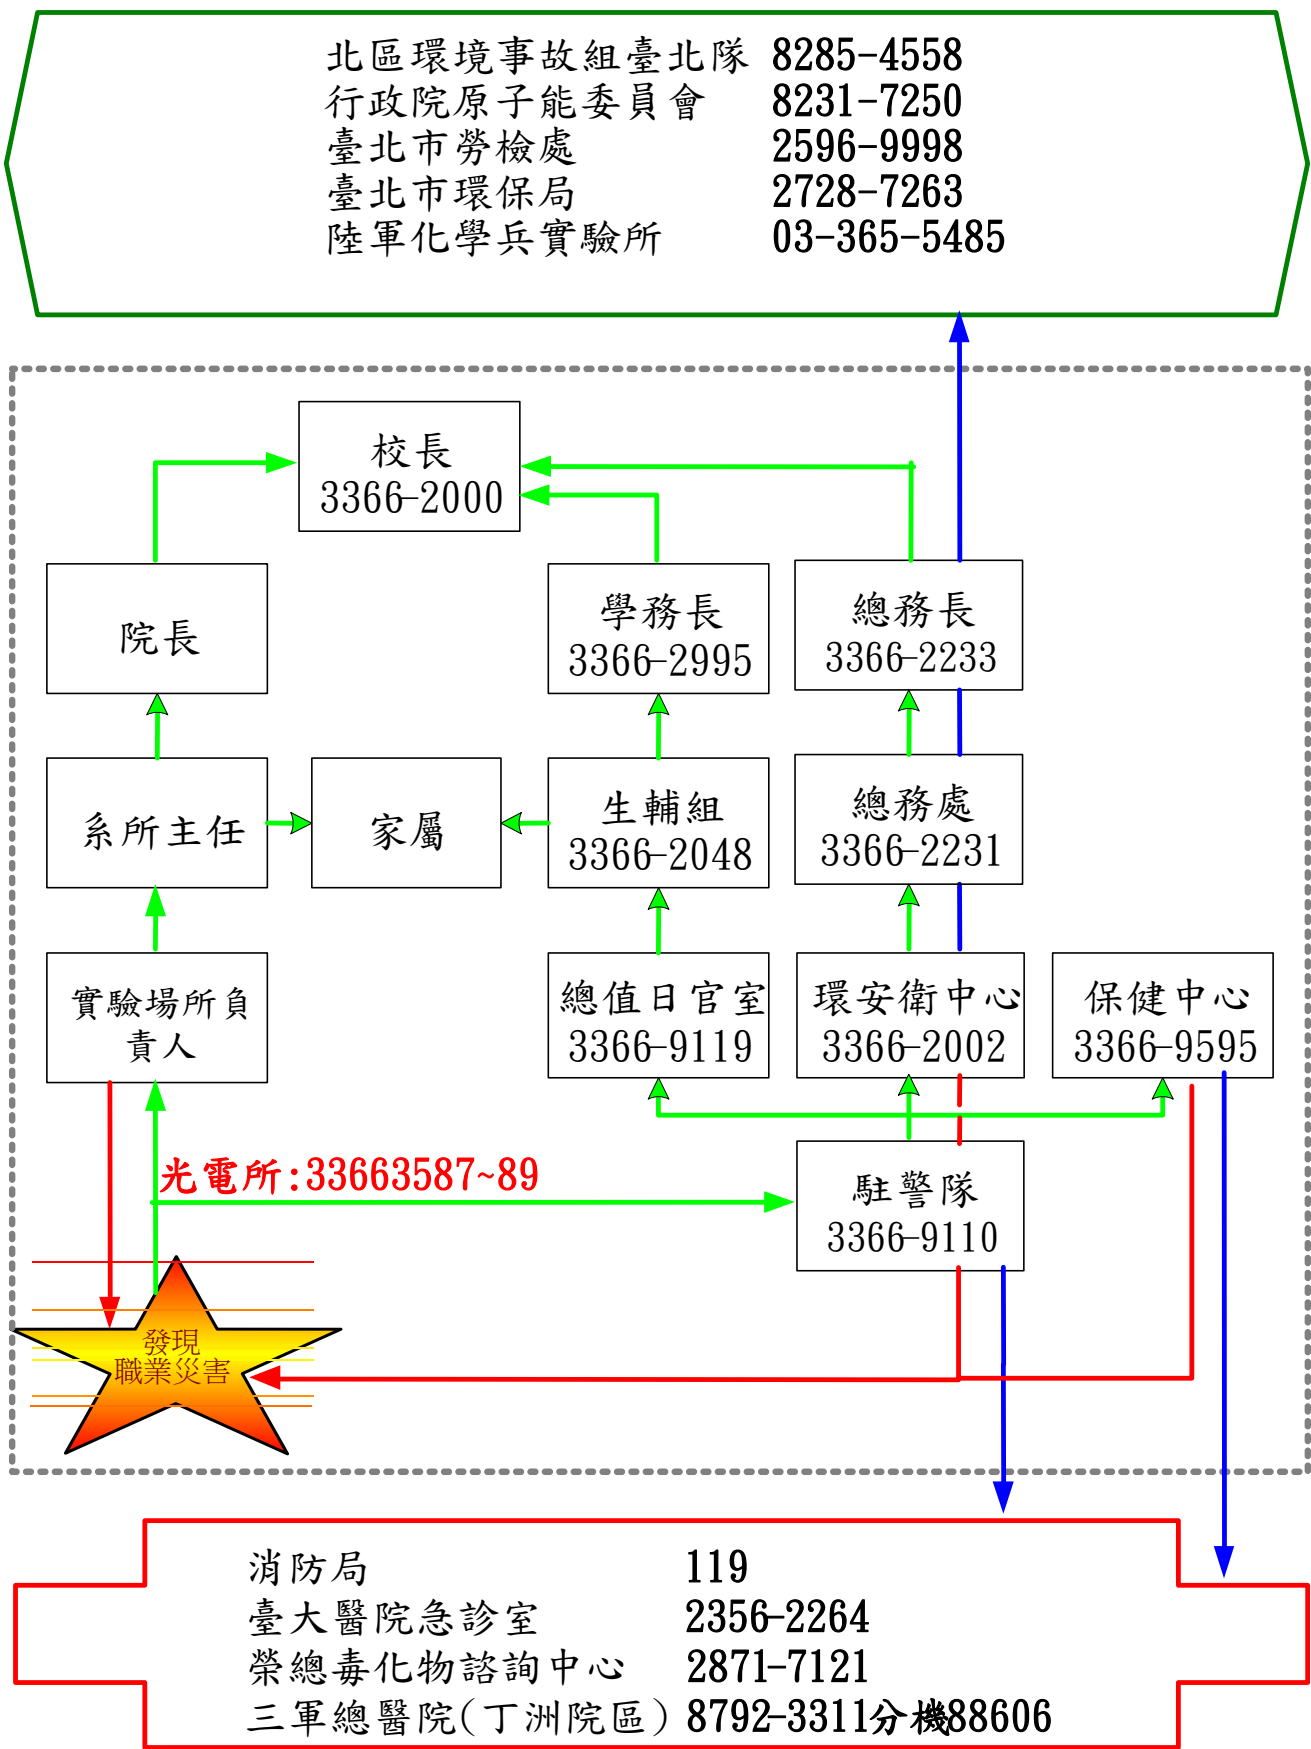 北區環境事故組臺北隊 8285-4558
行政院原子能委員會 8231-7250
臺北市勞檢處 2596-9998
臺北市環保局 2728-7263
陸軍化學兵實驗所 03-365-5485
校長
3366-2000
院長
學務長
3366-2995
總務長
3366-2233
系所主任
家屬
生輔組
3366-2048
總務處
3366-2231
實驗場所負
責人
總值日官室
3366-9119
環安衛中心
3366-2002
保健中心
3366-9595
光電所:33663587~89
駐警隊
3366-9110
發現
職業災害
消防局 119
臺大醫院急診室 2356-2264
榮總毒化物諮詢中心 2871-7121
三軍總醫院(丁洲院區) 8792-3311分機88606